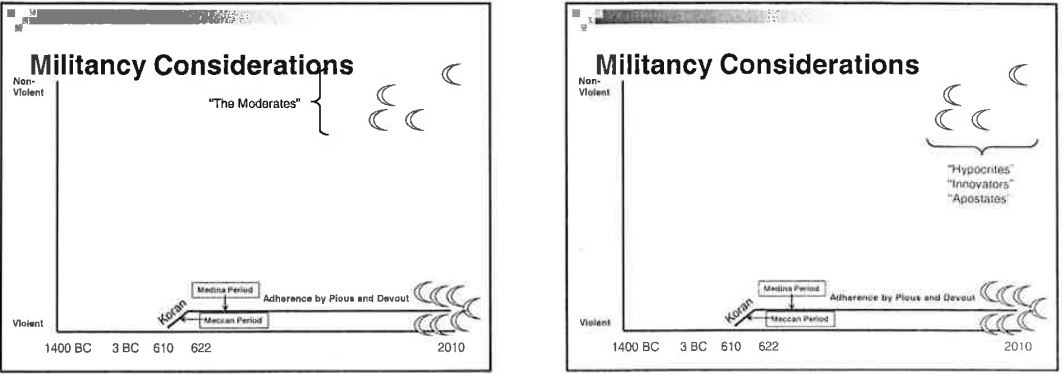 Militancy Considerations
Non-
Violent
"The Moderates"
Medina Period
Adherence by Pious and Devout
Koran
Meccan Period
Violent
1400 BC 3 BC 610 622 2010
Militancy Considerations
Non-
Violent
"Hypocrites"
"Innovators"
"Apostates"
Medina Period
Adherence by Pious and Devout
Koran
Meccan Period
Violent
1400 BC 3 BC 610 622 2010